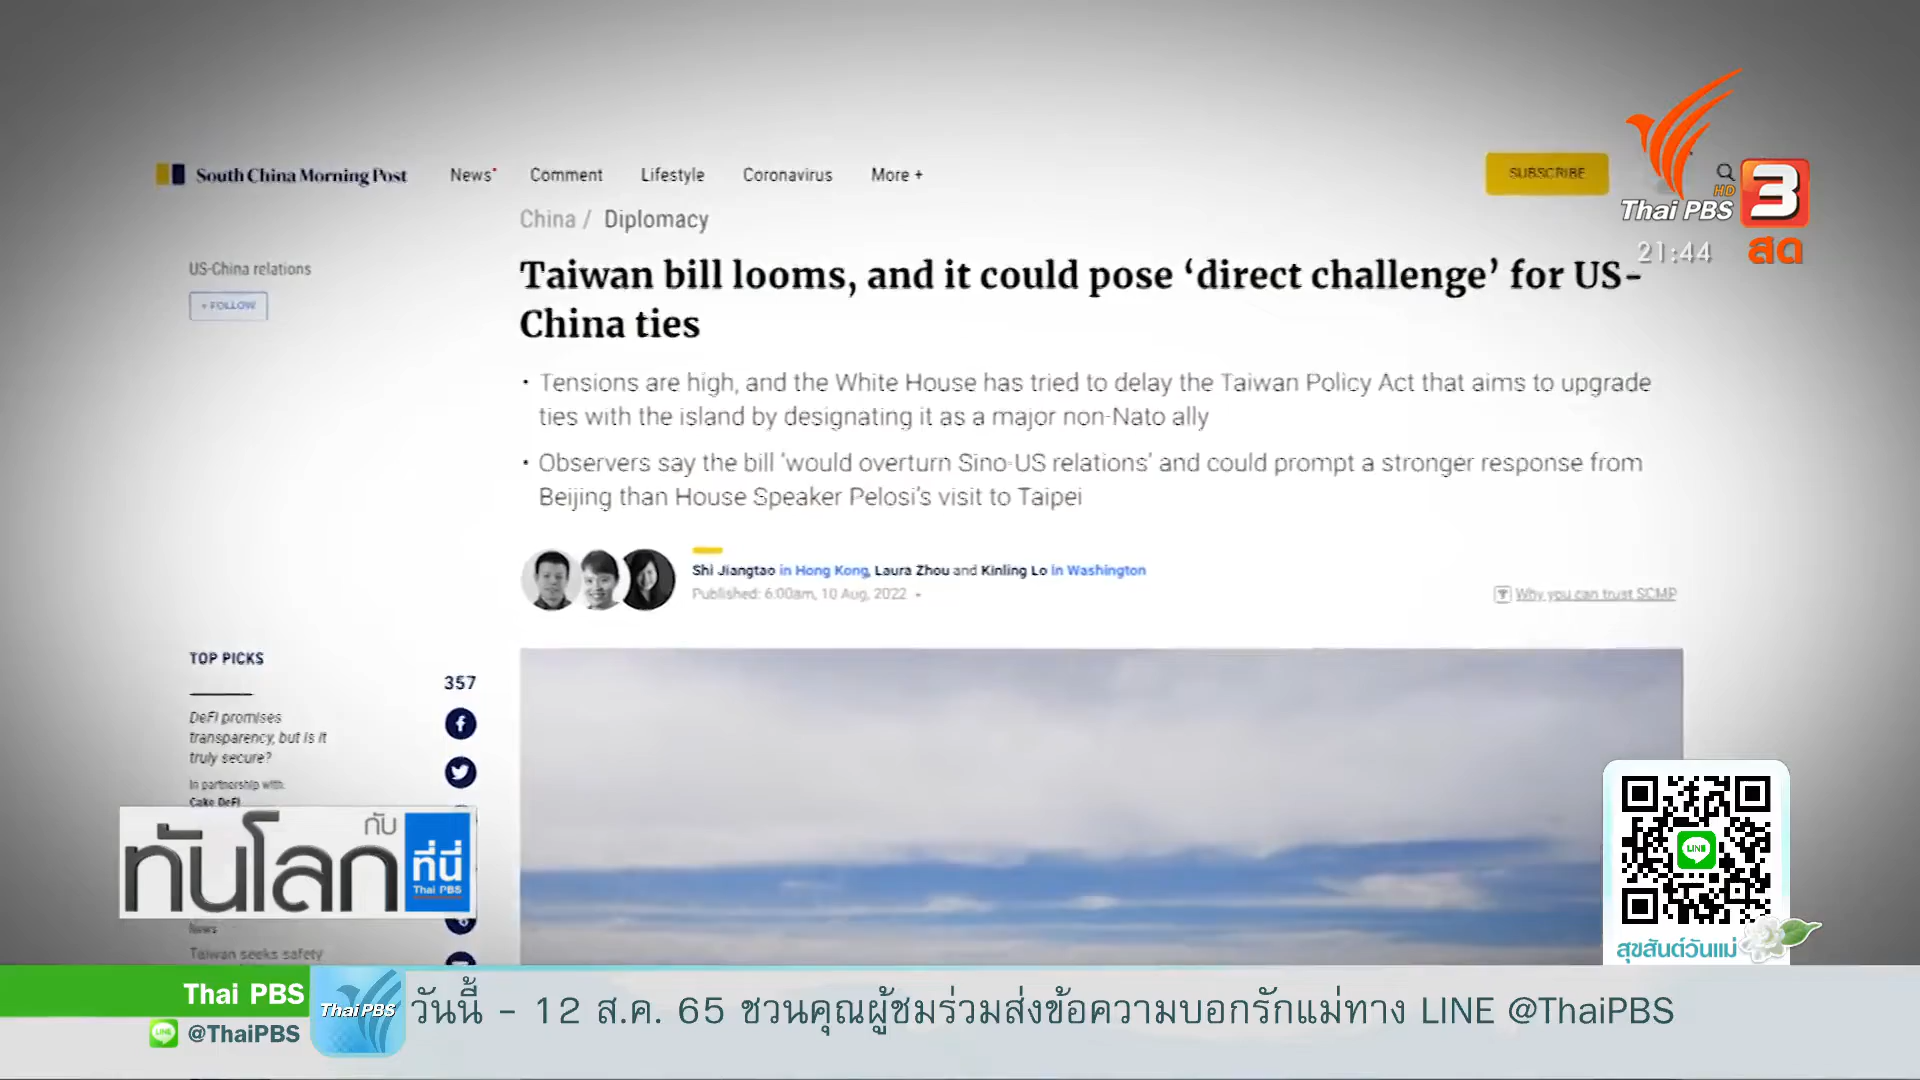 South China Morning Post
News
Comment
Lifestyle
Coronavirus
More +
SUBSCRIBE
HD
Thai PBS
3
21:44
สด
China / Diplomacy
US-China relations
+ FOLLOW
Taiwan bill looms, and it could pose ‘direct challenge’ for US-
China ties
• Tensions are high, and the White House has tried to delay the Taiwan Policy Act that aims to upgrade
ties with the island by designating it as a major non-Nato ally
• Observers say the bill ‘would overturn Sino-US relations’ and could prompt a stronger response from
Beijing than House Speaker Pelosi’s visit to Taipei
Shi Jiangtao in Hong Kong, Laura Zhou and Kinling Lo in Washington
Published: 6:00am, 10 Aug, 2022
Why you can trust SCMP
TOP PICKS
357
DeFi promises
transparency, but is it
truly secure?
In partnership with:
Cake DeFi
ทันโลก
กับ
ที่นี่
Thai PBS
News
Taiwan seeks safety
LINE
สุขสันต์วันแม่
Thai PBS
@ThaiPBS
Thai PBS
วันนี้ - 12 ส.ค. 65 ชวนคุณผู้ชมร่วมส่งข้อความบอกรักแม่ทาง LINE @ThaiPBS